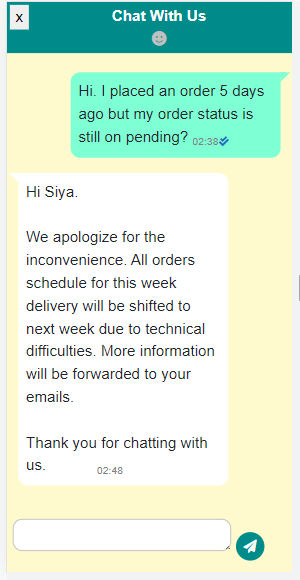 x
Chat With Us
Hi. I placed an order 5 days
ago but my order status is
still on pending? 02:38
Hi Siya.
We apologize for the
inconvenience. All orders
schedule for this week
delivery will be shifted to
next week due to technical
difficulties. More information
will be forwarded to your
emails.
Thank you for chatting with
us. 02:48